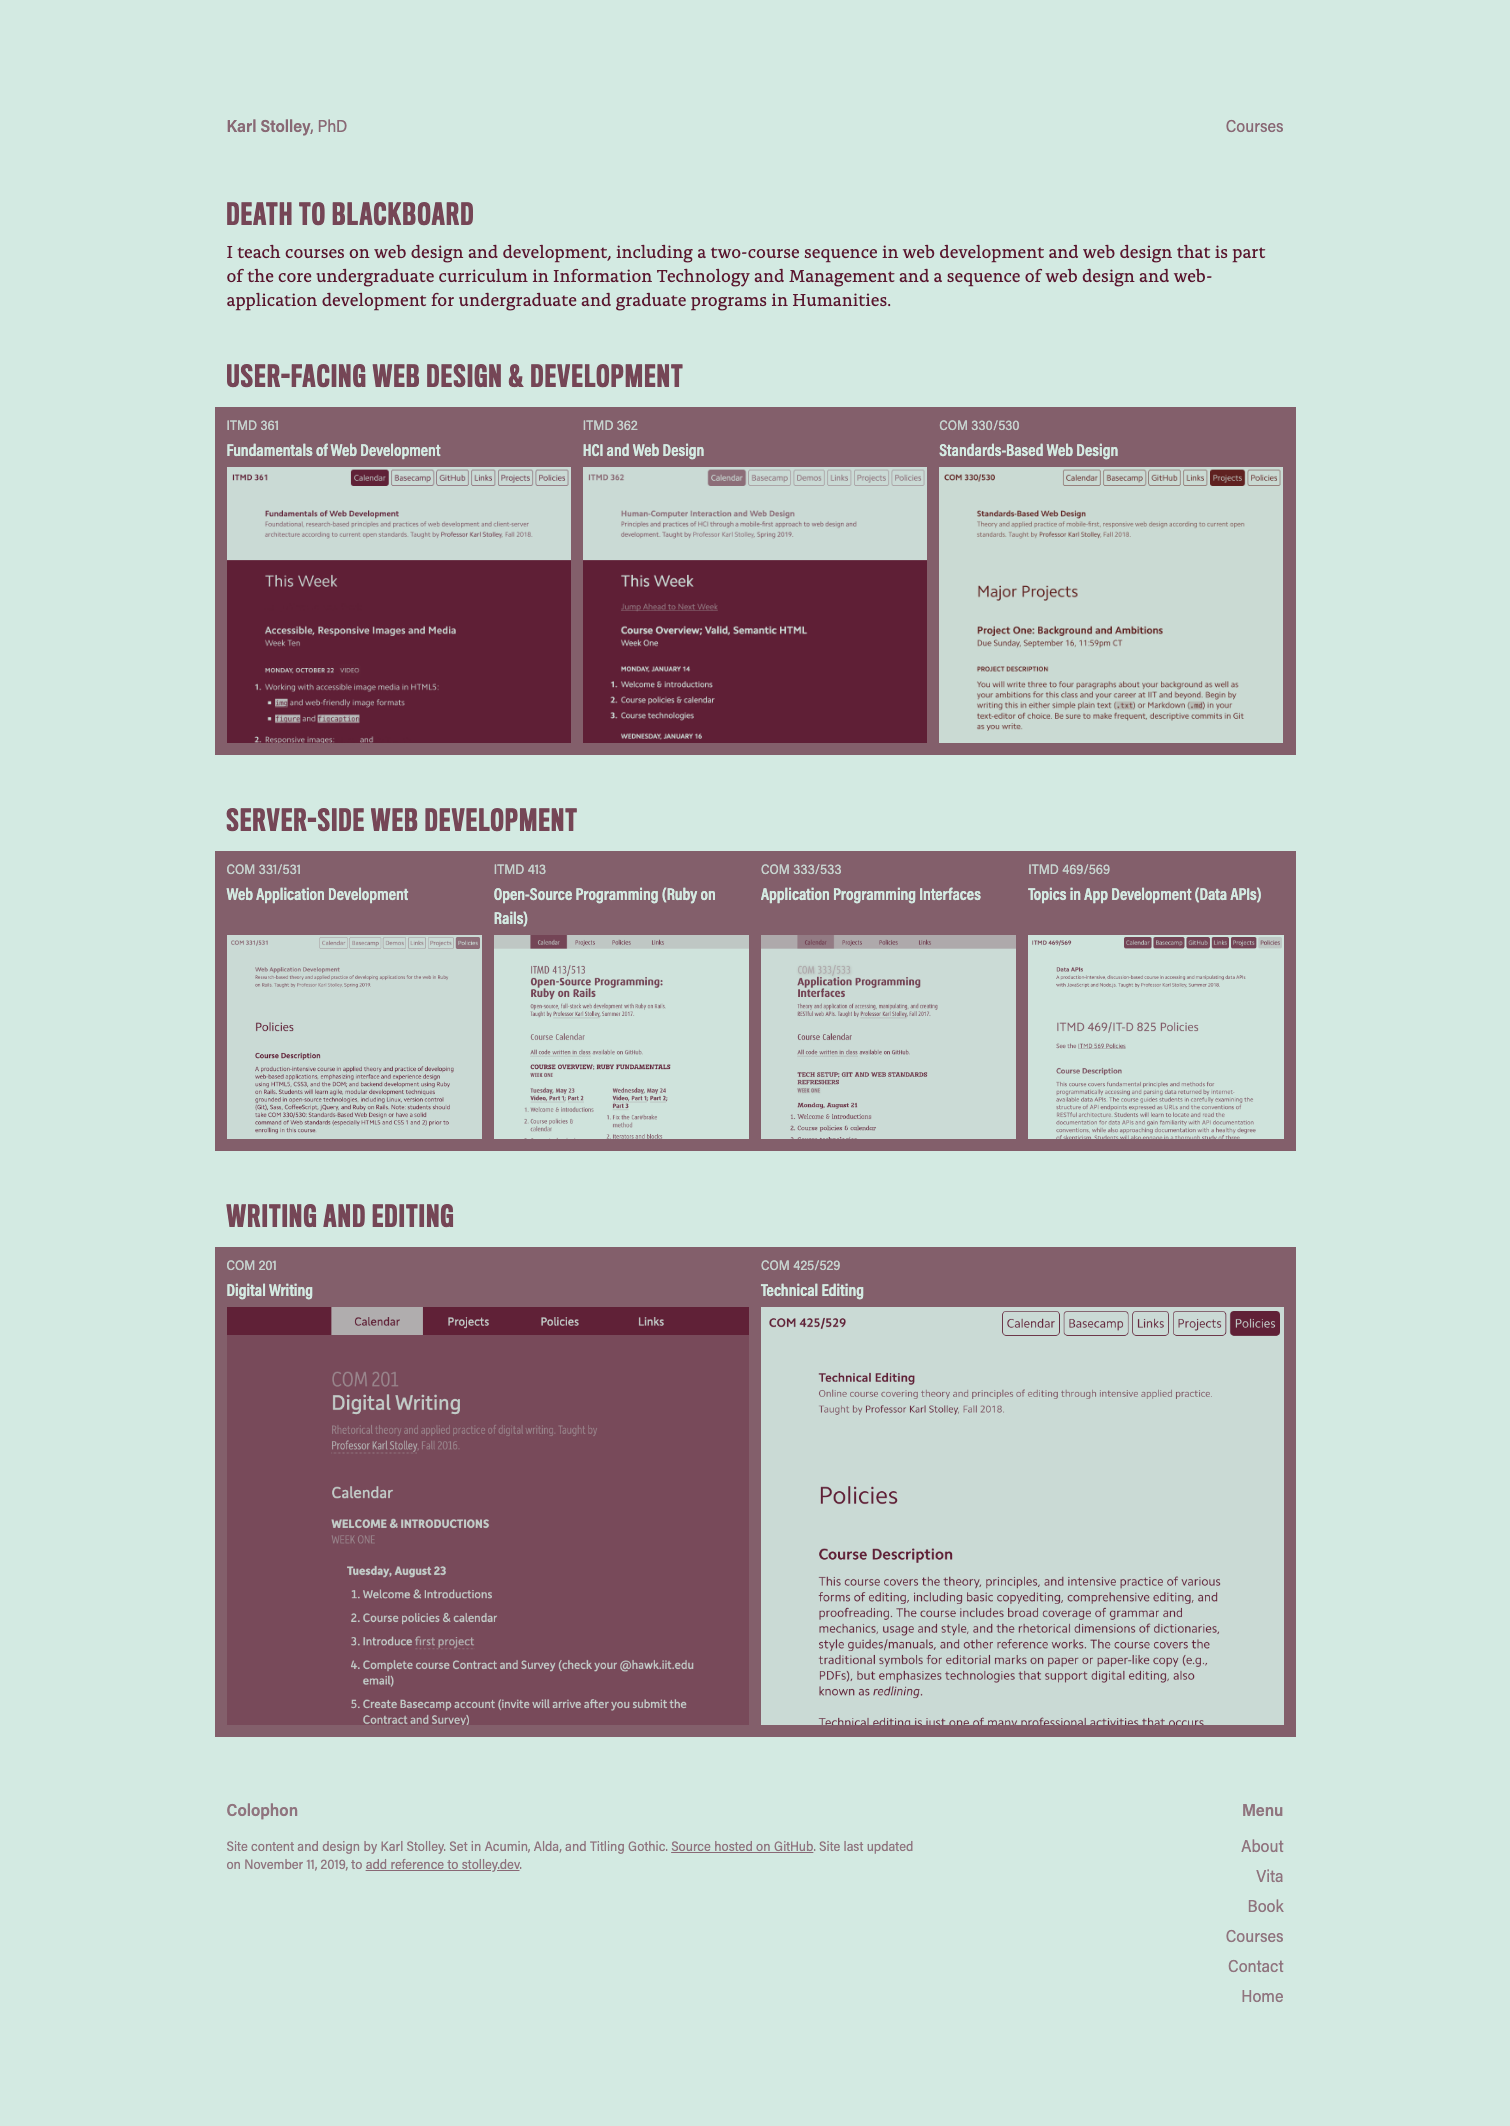 Karl Stolley, PhD
Courses
DEATH TO BLACKBOARD
I teach courses on web design and development, including a two-course sequence in web development and web design that is part
of the core undergraduate curriculum in Information Technology and Management and a sequence of web design and web-
application development for undergraduate and graduate programs in Humanities.
USER-FACING WEB DESIGN & DEVELOPMENT
ITMD 361
Fundamentals of Web Development
ITMD 361 Calendar Basecamp GitHub Links Projects Policies
Fundamentals of Web Development
Foundational, research-based principles and practices of web development and client-server
architecture according to current open standards. Taught by Professor Karl Stolley, Fall 2018.
This Week
Accessible, Responsive Images and Media
Week Ten
MONDAY, OCTOBER 22 VIDEO
1. Working with accessible image media in HTML5:
img and web-friendly image formats
figure and figcaption
2. Responsive images: and
ITMD 362
HCI and Web Design
ITMD 362 Calendar Basecamp Demos Links Projects Policies
Human-Computer Interaction and Web Design
Principles and practices of HCI through a mobile-first approach to web design and
development. Taught by Professor Karl Stolley, Spring 2019.
This Week
Jump Ahead to Next Week
Course Overview; Valid, Semantic HTML
Week One
MONDAY, JANUARY 14
1. Welcome & introductions
2. Course policies & calendar
3. Course technologies
WEDNESDAY, JANUARY 16
COM 330/530
Standards-Based Web Design
COM 330/530 Calendar Basecamp GitHub Links Projects Policies
Standards-Based Web Design
Theory and applied practice of mobile-first, responsive web design according to current open
standards. Taught by Professor Karl Stolley, Fall 2018.
Major Projects
Project One: Background and Ambitions
Due Sunday, September 16, 11:59pm CT
PROJECT DESCRIPTION
You will write three to four paragraphs about your background as well as
your ambitions for this class and your career at IIT and beyond. Begin by
writing this in either simple plain text (.txt) or Markdown (.md) in your
text-editor of choice. Be sure to make frequent, descriptive commits in Git
as you write.
SERVER-SIDE WEB DEVELOPMENT
COM 331/531
Web Application Development
COM 331/531 Calendar Basecamp Demos Links Projects Policies
Web Application Development
Research-based theory and applied practice of developing applications for the web in Ruby
on Rails. Taught by Professor Karl Stolley, Spring 2019.
Policies
Course Description
A production-intensive course in applied theory and practice of developing
web-based applications, emphasizing interface and experience design
using HTML5, CSS3, and the DOM; and backend development using Ruby
on Rails. Students will learn agile, modular development techniques
grounded in open-source technologies, including Linux, version control
(Git), Sass, CoffeeScript, jQuery, and Ruby on Rails. Note: students should
take COM 330/530: Standards-Based Web Design or have a solid
command of Web standards (especially HTML5 and CSS 1 and 2) prior to
enrolling in this course.
ITMD 413
Open-Source Programming (Ruby on
Rails)
Calendar Projects Policies Links
ITMD 413/513
Open-Source Programming:
Ruby on Rails
Open-source, full-stack web development with Ruby on Rails.
Taught by Professor Karl Stolley, Summer 2017.
Course Calendar
All code written in class available on GitHub.
COURSE OVERVIEW; RUBY FUNDAMENTALS
WEEK ONE
Tuesday, May 23
Video, Part 1; Part 2
1. Welcome & Introductions
2. Course policies &
calendar
Wednesday, May 24
Video, Part 1; Part 2;
Part 3
1. Fix the CareBnake
method
2. Iterators and blocks
COM 333/533
Application Programming Interfaces
Calendar Projects Policies Links
COM 333/533
Application Programming
Interfaces
Theory and application of accessing, manipulating, and creating
RESTful web APIs. Taught by Professor Karl Stolley, Fall 2017.
Course Calendar
All code written in class available on GitHub.
TECH SETUP; GIT AND WEB STANDARDS
REFRESHERS
WEEK ONE
Monday, August 21
1. Welcome & Introductions
2. Course policies & calendar
3. Course technologies
ITMD 469/569
Topics in App Development (Data APIs)
ITMD 469/569 Calendar Basecamp GitHub Links Projects Policies
Data APIs
A production-intensive, discussion-based course in accessing and manipulating data APIs
with JavaScript and Node.js. Taught by Professor Karl Stolley, Summer 2018.
ITMD 469/IT-D 825 Policies
See the ITMD 569 Policies
Course Description
This course covers fundamental principles and methods for
programmatically accessing and parsing data returned by internet-
available data APIs. The course guides students in carefully examining the
structure of API endpoints expressed as URLs and the conventions of
RESTful architecture. Students will learn to locate and read the
documentation for data APIs and gain familiarity with API documentation
conventions, while also approaching documentation with a healthy degree
of skepticism. Students will also engage in a thorough study of three
WRITING AND EDITING
COM 201
Digital Writing
Calendar Projects Policies Links
COM 201
Digital Writing
Rhetorical theory and applied practice of digital writing. Taught by
Professor Karl Stolley, Fall 2016.
Calendar
WELCOME & INTRODUCTIONS
WEEK ONE
Tuesday, August 23
1. Welcome & Introductions
2. Course policies & calendar
3. Introduce first project
4. Complete course Contract and Survey (check your @hawk.iit.edu
email)
5. Create Basecamp account (invite will arrive after you submit the
Contract and Survey)
COM 425/529
Technical Editing
COM 425/529 Calendar Basecamp Links Projects Policies
Technical Editing
Online course covering theory and principles of editing through intensive applied practice.
Taught by Professor Karl Stolley, Fall 2018.
Policies
Course Description
This course covers the theory, principles, and intensive practice of various
forms of editing, including basic copyediting, comprehensive editing, and
proofreading. The course includes broad coverage of grammar and
mechanics, usage and style, and the rhetorical dimensions of dictionaries,
style guides/manuals, and other reference works. The course covers the
traditional symbols for editorial marks on paper or paper-like copy (e.g.,
PDFs), but emphasizes technologies that support digital editing, also
known as redlining.
Technical editing is just one of many professional activities that occurs
Colophon
Site content and design by Karl Stolley. Set in Acumin, Alda, and Titling Gothic. Source hosted on GitHub. Site last updated
on November 11, 2019, to add reference to stolley.dev.
Menu
About
Vita
Book
Courses
Contact
Home